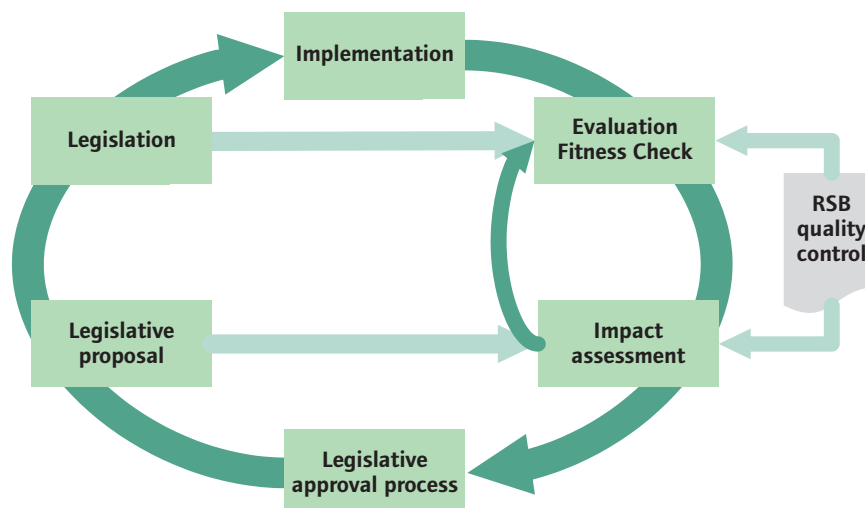 Implementation
Legislation
Evaluation
Fitness Check
RSB
quality
control
Legislative
proposal
Impact
assessment
Legislative
approval process